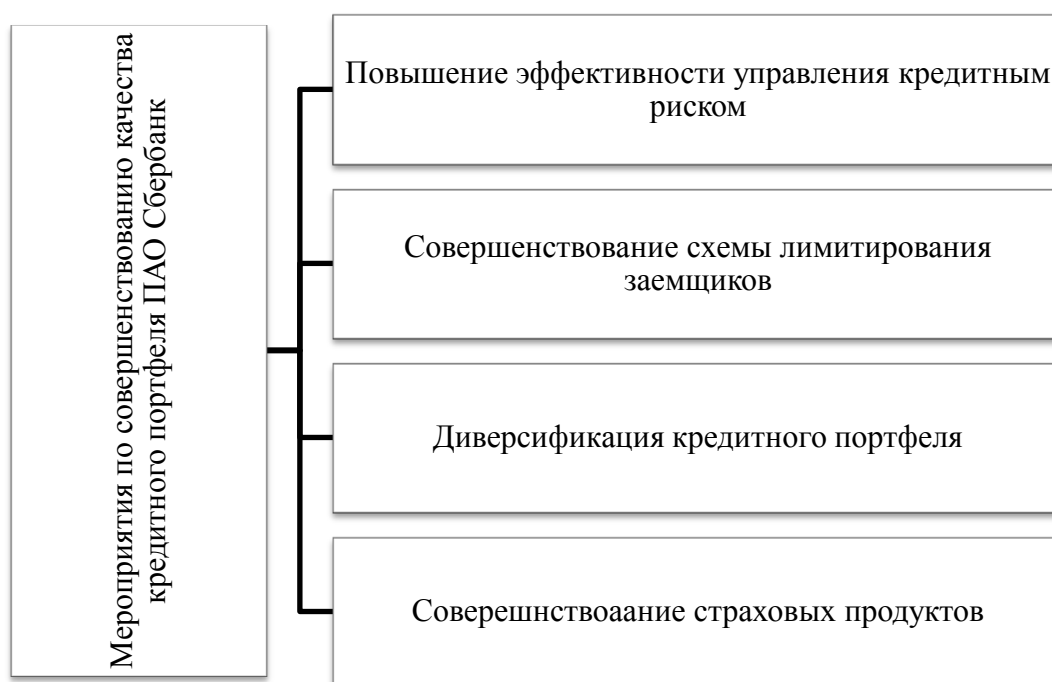 Мероприятия по совершенствованию качества
кредитного портфеля ПАО Сбербанк
Повышение эффективности управления кредитным
риском
Совершенствование схемы лимитирования
заемщиков
Диверсификация кредитного портфеля
Соверешнствоаание страховых продуктов